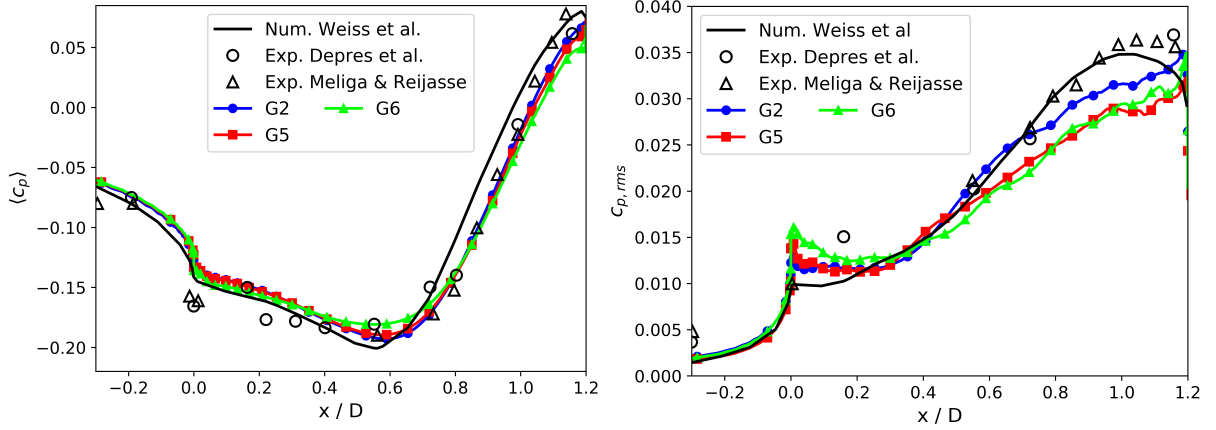 0.05
0.00
−0.05
−0.10
−0.15
−0.20
⟨c_p⟩
Num. Weiss et al.
Exp. Depres et al.
Exp. Meliga & Reijasse
G2 G6
G5
−0.2 0.0 0.2 0.4 0.6 0.8 1.0 1.2
x / D
0.040
0.035
0.030
0.025
0.020
0.015
0.010
0.005
0.000
c_{p,rms}
Num. Weiss et al
Exp. Depres et al.
Exp. Meliga & Reijasse
G2 G6
G5
−0.2 0.0 0.2 0.4 0.6 0.8 1.0 1.2
x / D